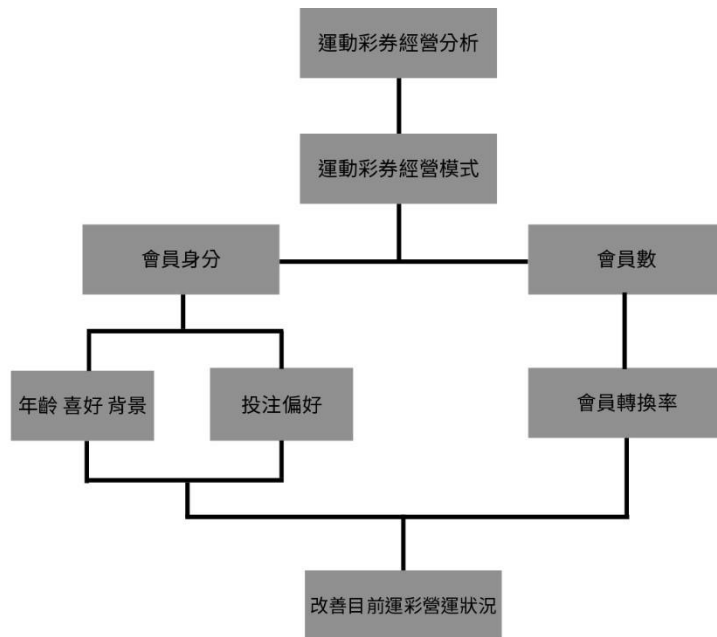 運動彩券經營分析
運動彩券經營模式
會員身分
會員數
年齡 喜好 背景
投注偏好
會員轉換率
改善目前運彩營運狀況